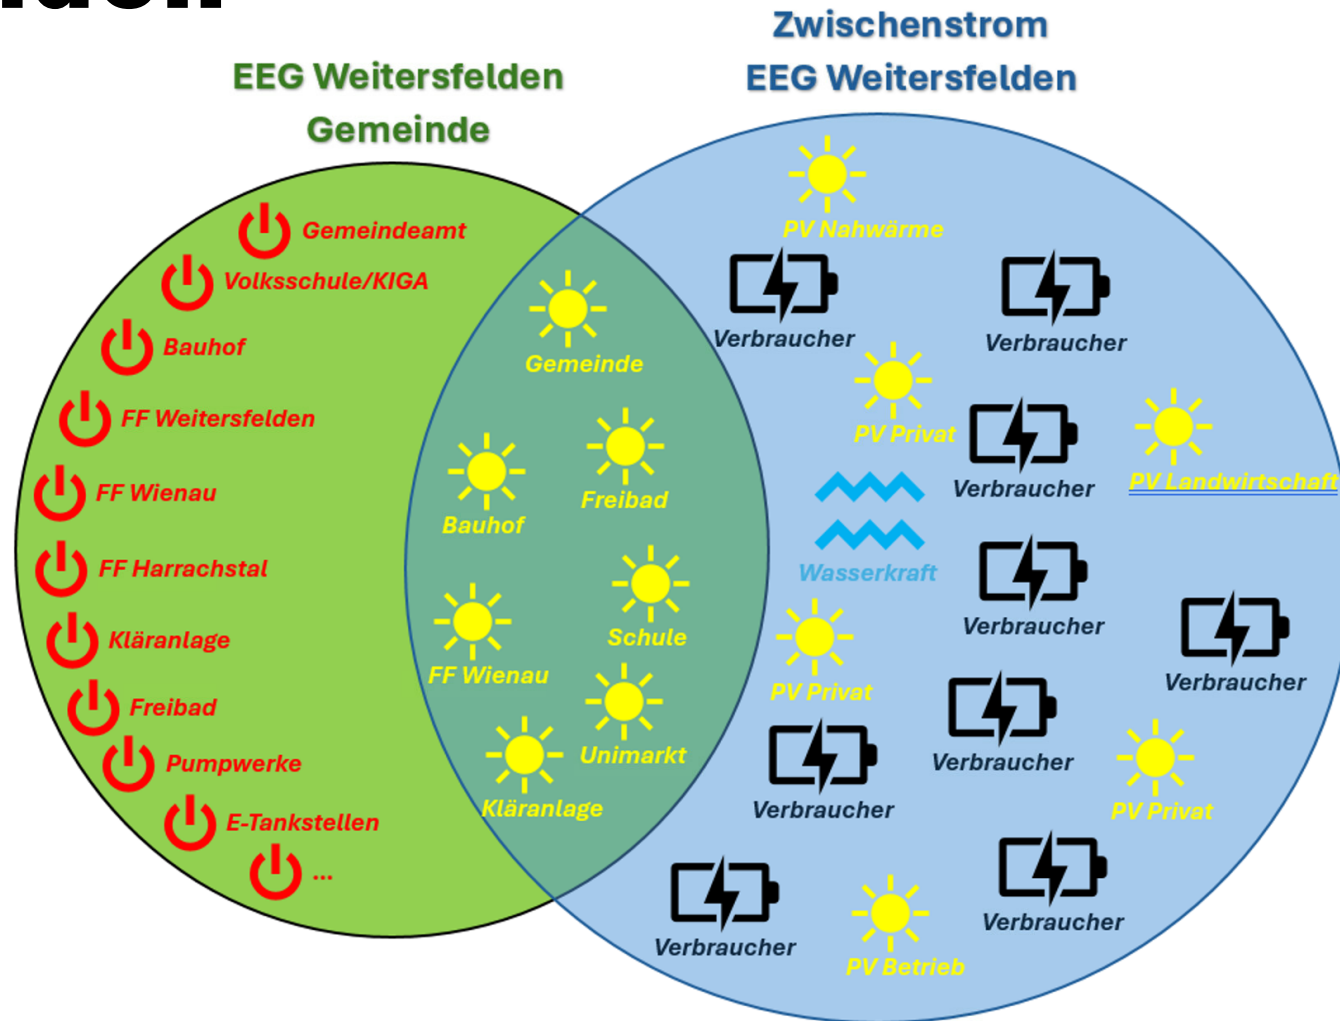 Zwischenstrom
EEG Weitersfelden
EEG Weitersfelden
Gemeinde
Gemeindeamt
Volksschule/KIGA
Bauhof
FF Weitersfelden
FF Wienau
FF Harrachstal
Kläranlage
Freibad
Pumpwerke
E-Tankstellen
...
Gemeinde
Freibad
Bauhof
Schule
FF Wienau
Unimarkt
Kläranlage
PV Nahwärme
Verbraucher
Verbraucher
PV Privat
PV Landwirtschaft
Verbraucher
Wasserkraft
Verbraucher
Verbraucher
PV Privat
Verbraucher
Verbraucher
PV Privat
Verbraucher
Verbraucher
PV Betrieb